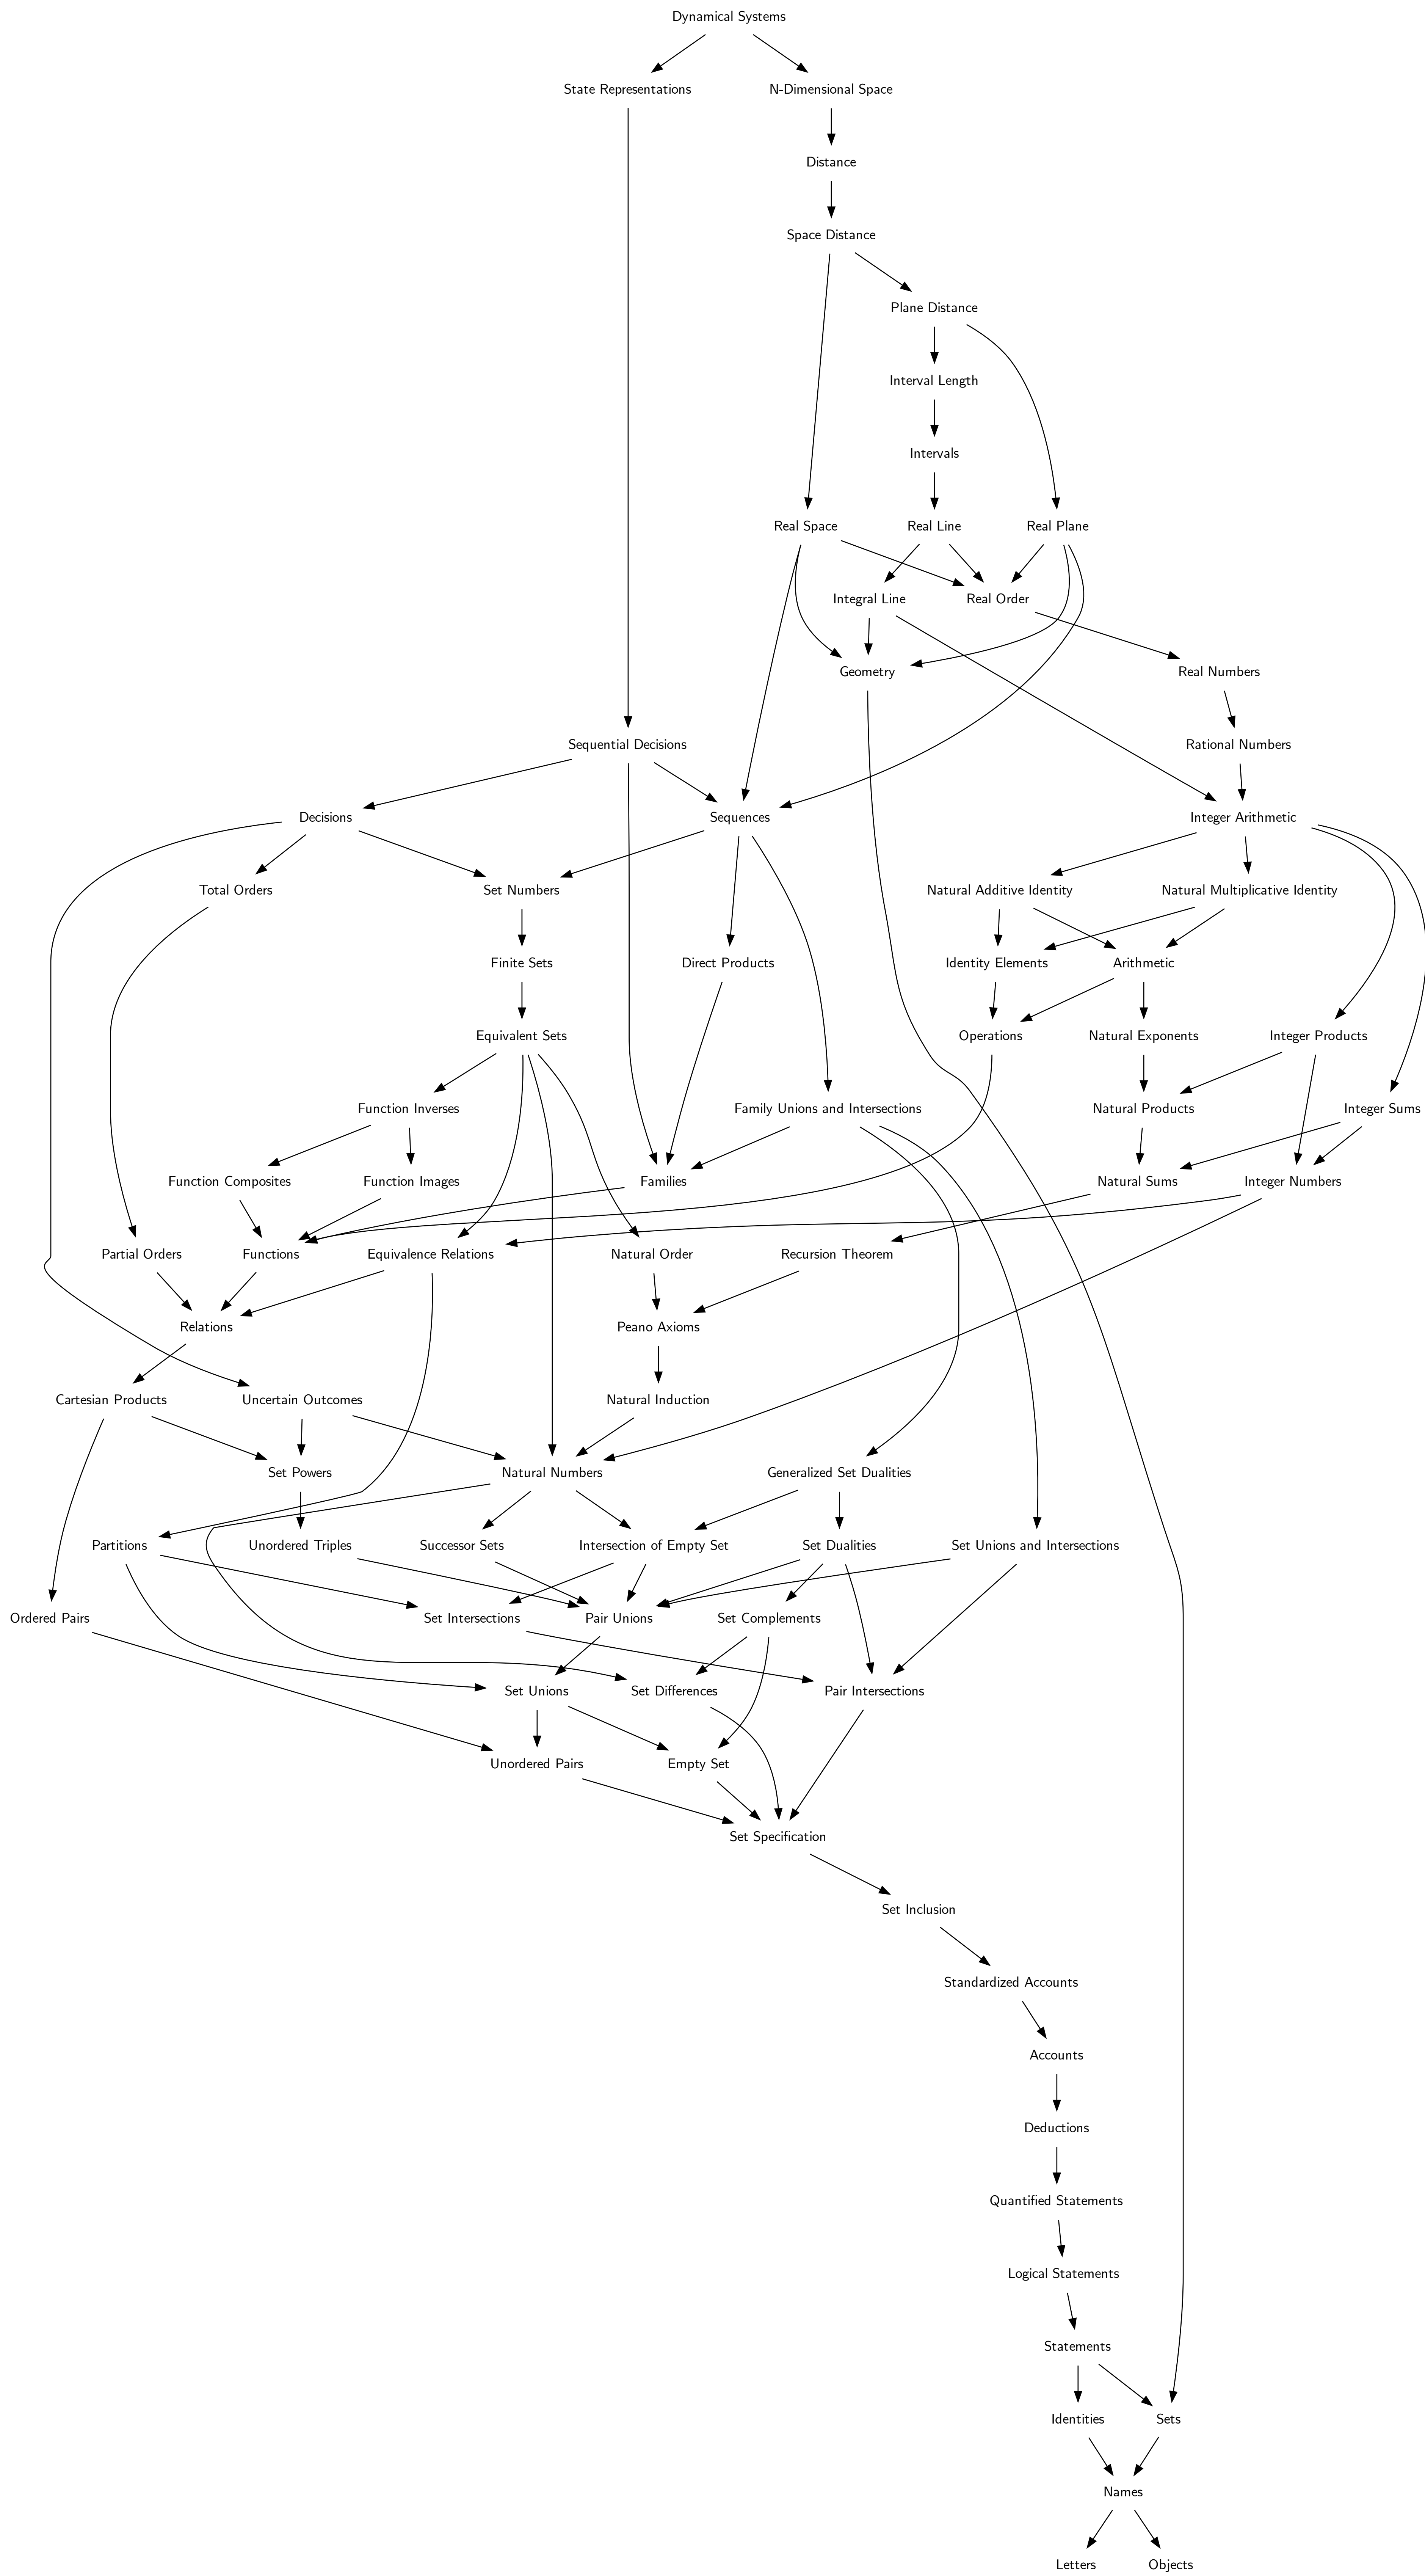 Dynamical Systems
State Representations
N-Dimensional Space
Distance
Space Distance
Plane Distance
Interval Length
Intervals
Real Space
Real Line
Real Plane
Integral Line
Real Order
Geometry
Real Numbers
Sequential Decisions
Rational Numbers
Decisions
Sequences
Integer Arithmetic
Total Orders
Set Numbers
Natural Additive Identity
Natural Multiplicative Identity
Finite Sets
Direct Products
Identity Elements
Arithmetic
Equivalent Sets
Operations
Natural Exponents
Integer Products
Function Inverses
Family Unions and Intersections
Natural Products
Integer Sums
Function Composites
Function Images
Families
Natural Sums
Integer Numbers
Partial Orders
Functions
Equivalence Relations
Natural Order
Recursion Theorem
Relations
Peano Axioms
Cartesian Products
Uncertain Outcomes
Natural Induction
Set Powers
Natural Numbers
Generalized Set Dualities
Partitions
Unordered Triples
Successor Sets
Intersection of Empty Set
Set Dualities
Set Unions and Intersections
Ordered Pairs
Set Intersections
Pair Unions
Set Complements
Set Unions
Set Differences
Pair Intersections
Unordered Pairs
Empty Set
Set Specification
Set Inclusion
Standardized Accounts
Accounts
Deductions
Quantified Statements
Logical Statements
Statements
Identities
Sets
Names
Letters
Objects